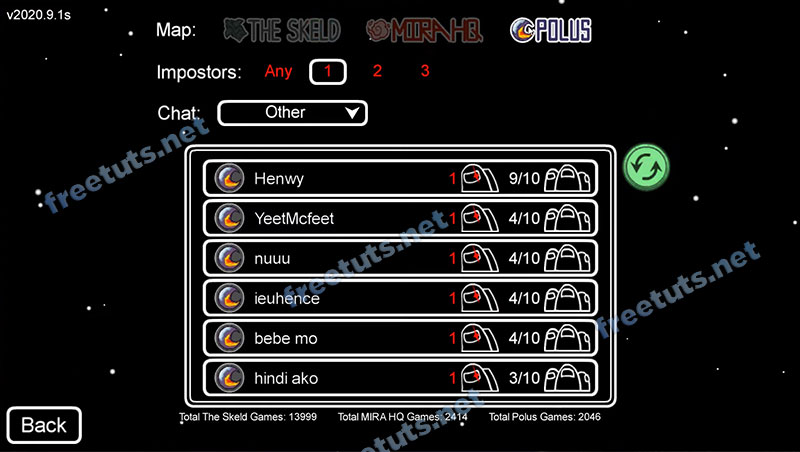 v2020.9.1s
Map: THE SKELD MIRA HQ POLUS
Impostors: Any 1 2 3
Chat: Other
Henwy 1 9/10
YeetMcfeet 1 4/10
nuuu 1 4/10
ieuhence 1 4/10
bebe mo 1 4/10
hindi ako 1 3/10
Total The Skeld Games: 13999 Total MIRA HQ Games: 2414 Total Polus Games: 2046
Back
freetuts.net
freetuts.net
freetuts.net
freetuts.net